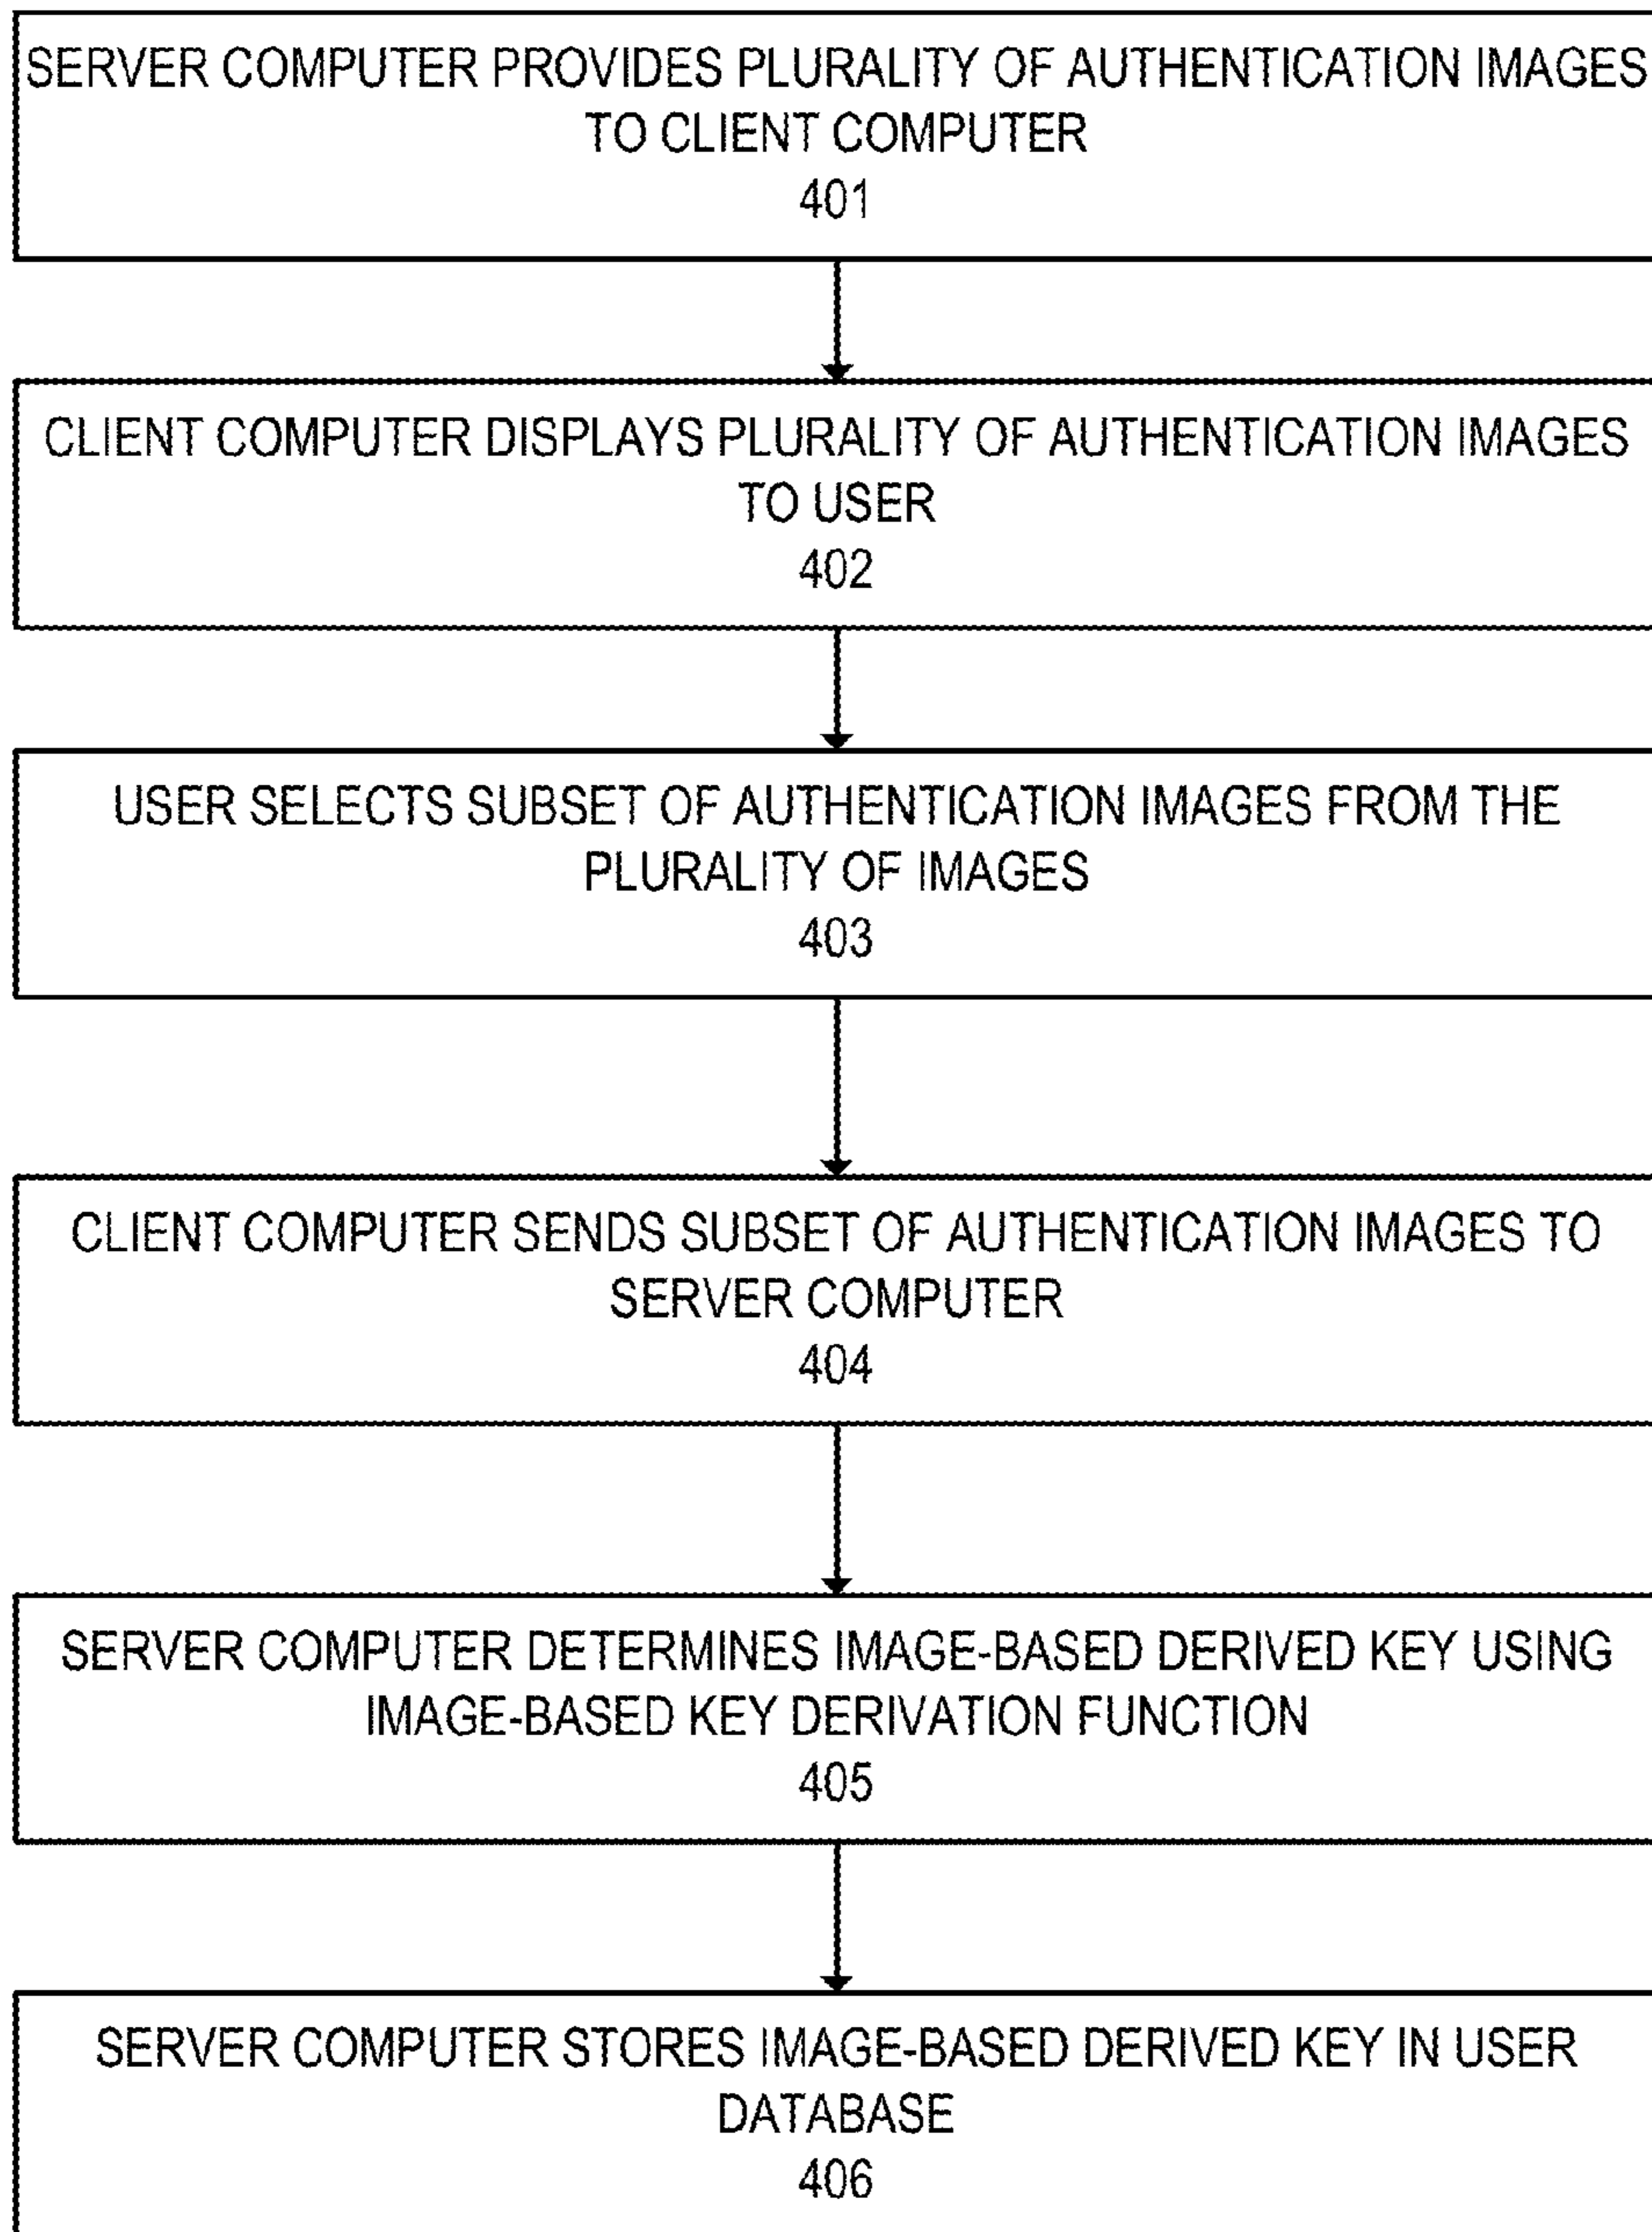 SERVER COMPUTER PROVIDES PLURALITY OF AUTHENTICATION IMAGES
TO CLIENT COMPUTER
401
CLIENT COMPUTER DISPLAYS PLURALITY OF AUTHENTICATION IMAGES
TO USER
402
USER SELECTS SUBSET OF AUTHENTICATION IMAGES FROM THE
PLURALITY OF IMAGES
403
CLIENT COMPUTER SENDS SUBSET OF AUTHENTICATION IMAGES TO
SERVER COMPUTER
404
SERVER COMPUTER DETERMINES IMAGE-BASED DERIVED KEY USING
IMAGE-BASED KEY DERIVATION FUNCTION
405
SERVER COMPUTER STORES IMAGE-BASED DERIVED KEY IN USER
DATABASE
406